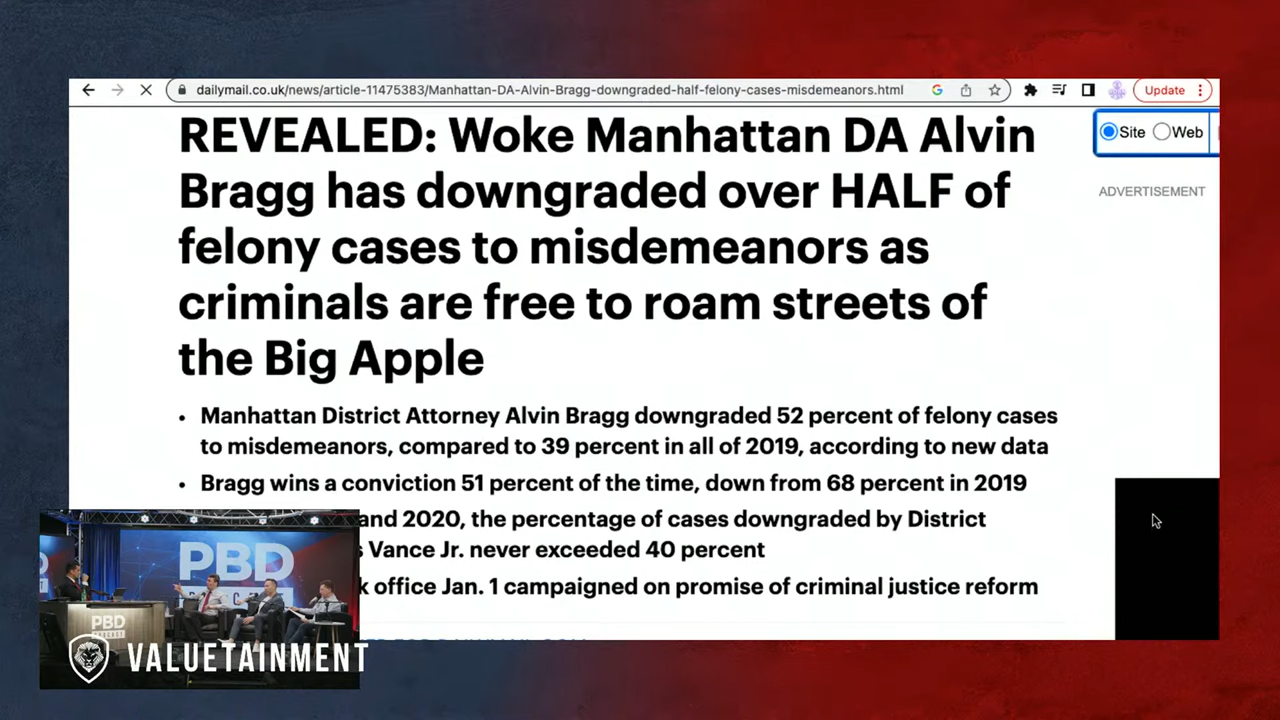 dailymail.co.uk/news/article-11475383/Manhattan-DA-Alvin-Bragg-downgraded-half-felony-cases-misdemeanors.html
Update
REVEALED: Woke Manhattan DA Alvin
Bragg has downgraded over HALF of
felony cases to misdemeanors as
criminals are free to roam streets of
the Big Apple
Site Web
ADVERTISEMENT
• Manhattan District Attorney Alvin Bragg downgraded 52 percent of felony cases
to misdemeanors, compared to 39 percent in all of 2019, according to new data
• Bragg wins a conviction 51 percent of the time, down from 68 percent in 2019
and 2020, the percentage of cases downgraded by District
s Vance Jr. never exceeded 40 percent
k office Jan. 1 campaigned on promise of criminal justice reform
PBD
PBD
PODCAST
VALUETAINMENT